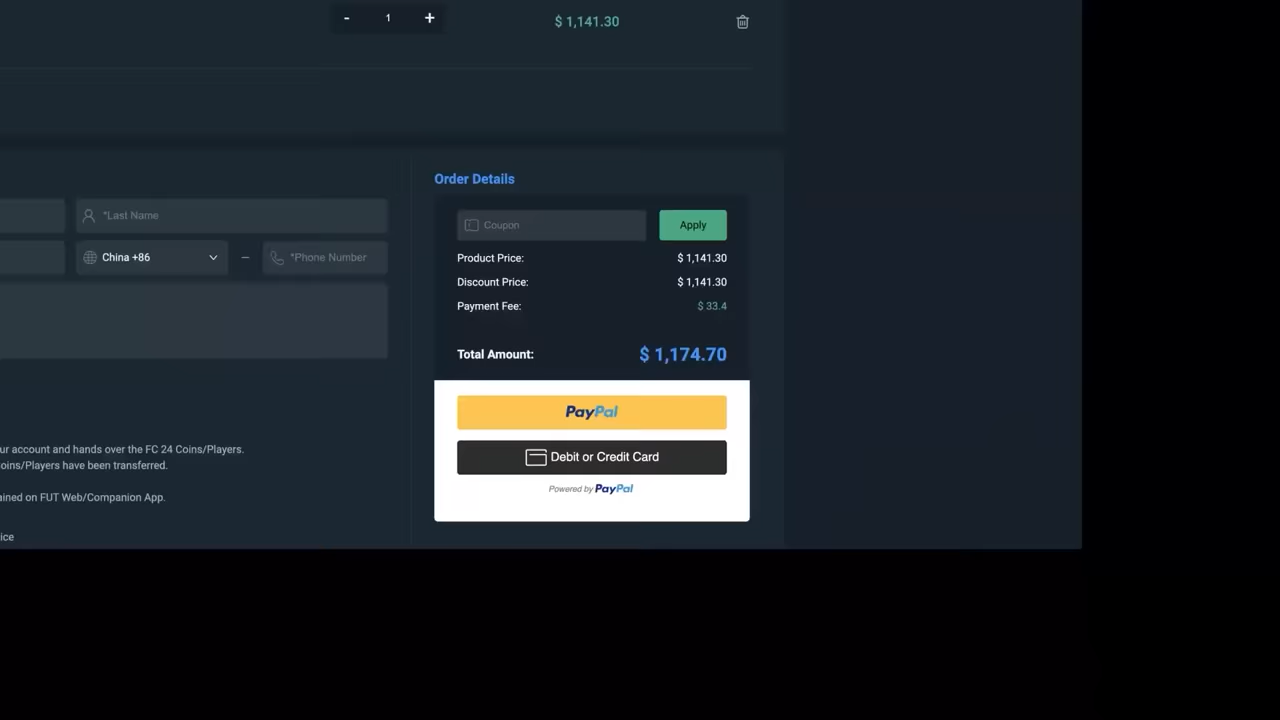 - 1 + $ 1,141.30
Order Details
*Last Name
Coupon Apply
China +86 – *Phone Number
Product Price: $ 1,141.30
Discount Price: $ 1,141.30
Payment Fee: $ 33.4
Total Amount: $ 1,174.70
PayPal
Debit or Credit Card
Powered by PayPal
ur account and hands over the FC 24 Coins/Players.
oins/Players have been transferred.
ained on FUT Web/Companion App.
ice